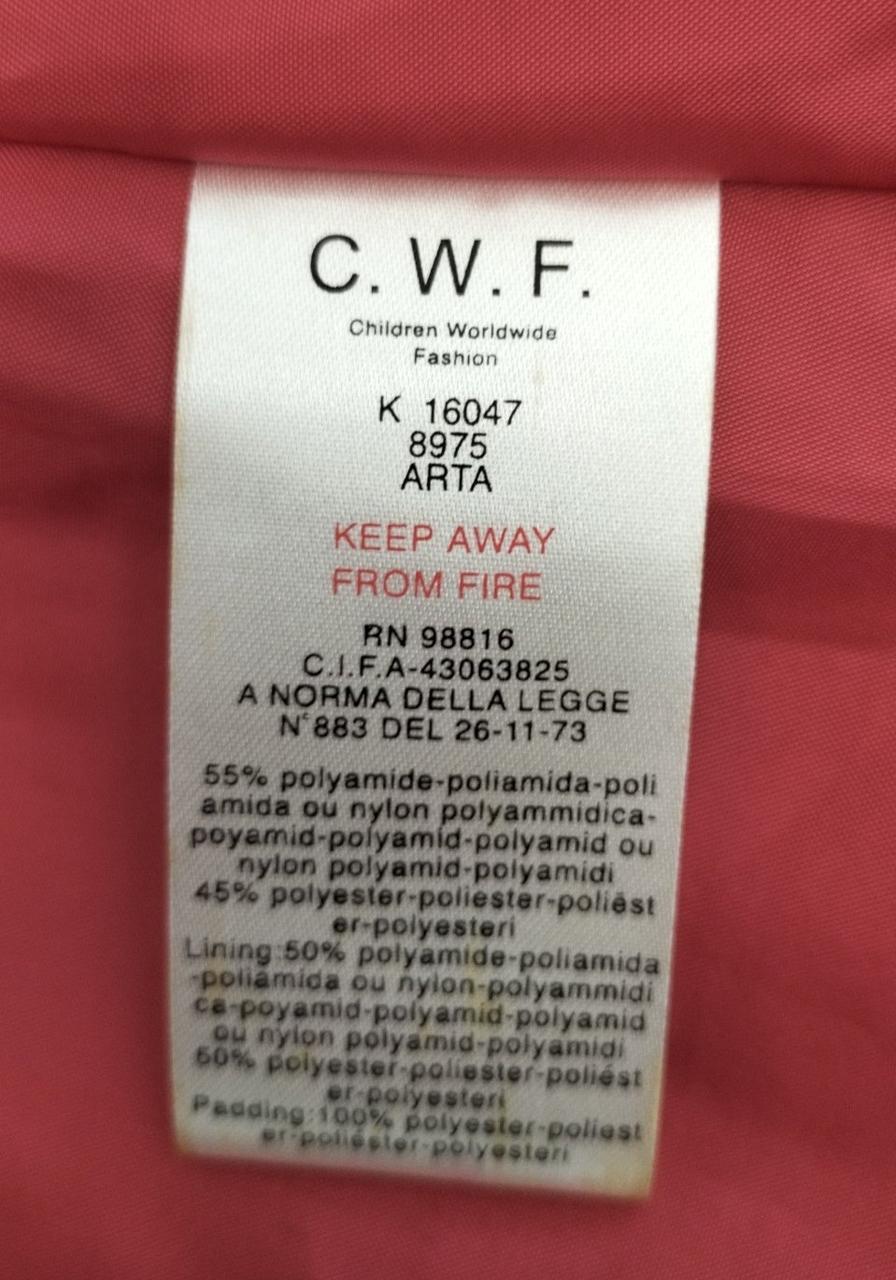 C. W. F.
Children Worldwide
Fashion
K 16047
8975
ARTA
KEEP AWAY
FROM FIRE
RN 98816
C.I.F.A-43063825
A NORMA DELLA LEGGE
N°883 DEL 26-11-73
55% polyamide-poliamida-poli
amida ou nylon polyammidica-
poyamid-polyamid-polyamid ou
nylon polyamid-polyamidi
45% polyester-poliester-poliést
er-polyesteri
Lining:50% polyamide-poliamida
-poliamida ou nylon-polyammidi
ca-poyamid-polyamid-polyamid
ou nylon polyamid-polyamidi
50% polyester-poliester-poliést
er-polyesteri
Padding:100% polyester-poliest
er-poliéster-polyesteri